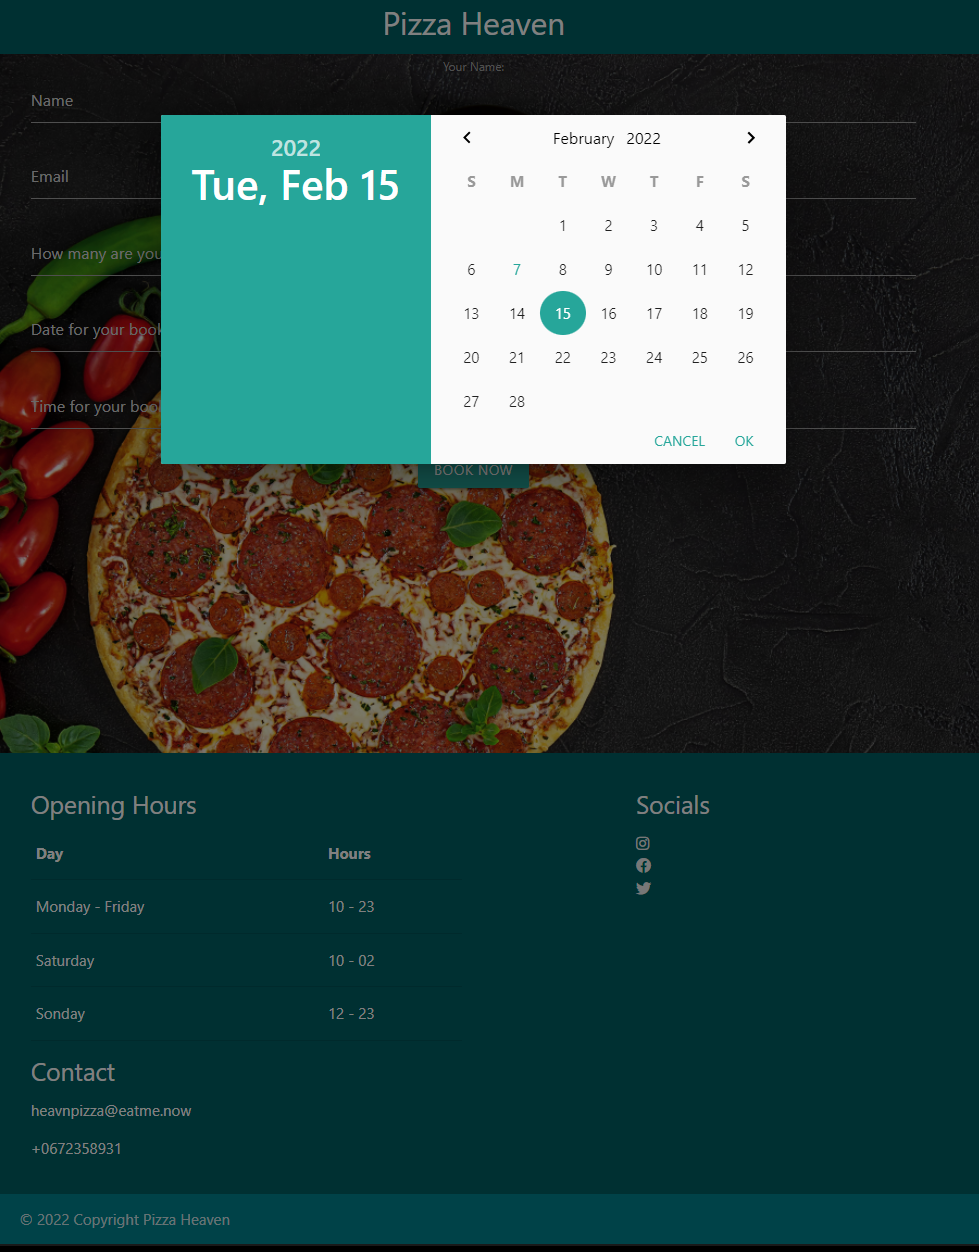 Pizza Heaven
Your Name:
Name
Email
How many are you
Date for your book
Time for your boo
2022
Tue, Feb 15
February 2022
S M T W T F S
1 2 3 4 5
6 7 8 9 10 11 12
13 14 15 16 17 18 19
20 21 22 23 24 25 26
27 28
CANCEL OK
BOOK NOW
Opening Hours
Day Hours
Monday - Friday 10 - 23
Saturday 10 - 02
Sonday 12 - 23
Contact
heavnpizza@eatme.now
+0672358931
Socials
© 2022 Copyright Pizza Heaven